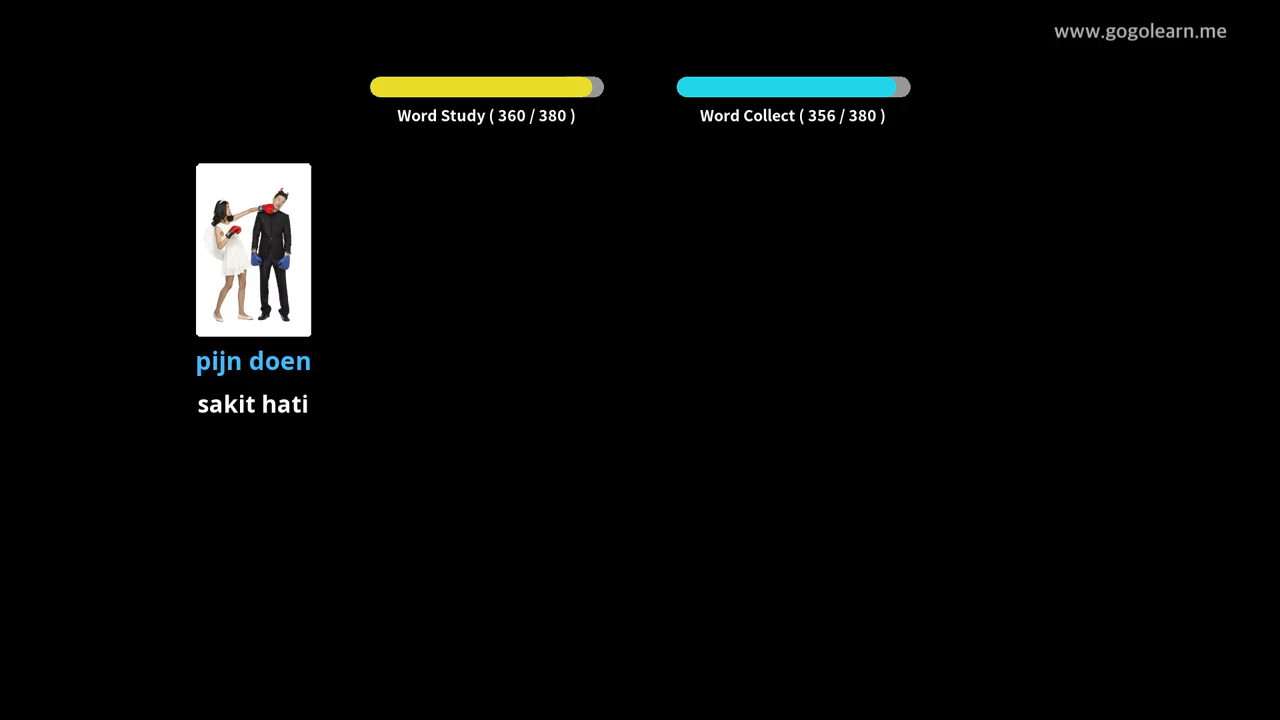 www.gogolearn.me
Word Study ( 360 / 380 )
Word Collect ( 356 / 380 )
pijn doen
sakit hati